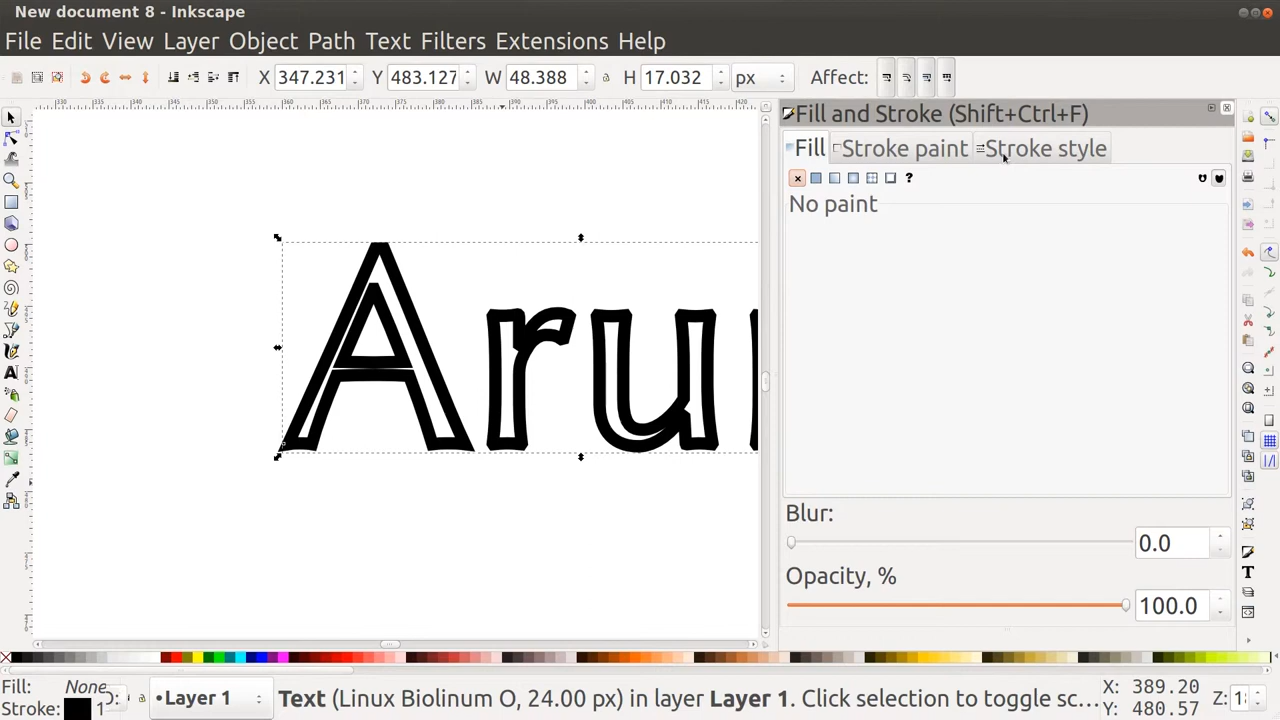 New document 8 - Inkscape
File Edit View Layer Object Path Text Filters Extensions Help
X 347.231 Y 483.127 W 48.388 H 17.032 px Affect:
Fill and Stroke (Shift+Ctrl+F)
Fill Stroke paint Stroke style
?
No paint
Aru
Blur:
0.0
Opacity, %
100.0
Fill: None
Stroke: 1
Layer 1
Text (Linux Biolinum O, 24.00 px) in layer Layer 1. Click selection to toggle sc...
X: 389.20
Y: 480.57
Z: